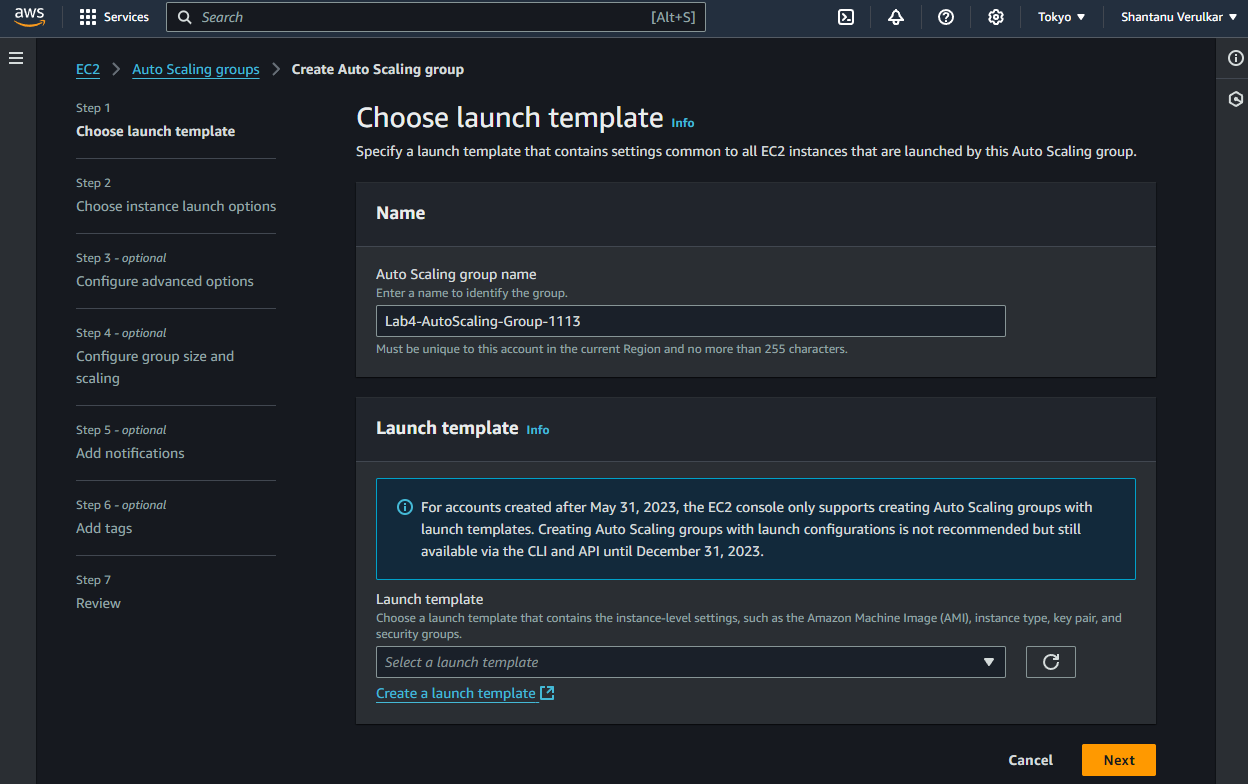 aws
Services
Search [Alt+S]
Tokyo
Shantanu Verulkar
EC2 Auto Scaling groups Create Auto Scaling group
Step 1
Choose launch template
Step 2
Choose instance launch options
Step 3 - optional
Configure advanced options
Step 4 - optional
Configure group size and
scaling
Step 5 - optional
Add notifications
Step 6 - optional
Add tags
Step 7
Review
Choose launch template Info
Specify a launch template that contains settings common to all EC2 instances that are launched by this Auto Scaling group.
Name
Auto Scaling group name
Enter a name to identify the group.
Lab4-AutoScaling-Group-1113
Must be unique to this account in the current Region and no more than 255 characters.
Launch template Info
For accounts created after May 31, 2023, the EC2 console only supports creating Auto Scaling groups with
launch templates. Creating Auto Scaling groups with launch configurations is not recommended but still
available via the CLI and API until December 31, 2023.
Launch template
Choose a launch template that contains the instance-level settings, such as the Amazon Machine Image (AMI), instance type, key pair, and
security groups.
Select a launch template
Create a launch template
Cancel
Next